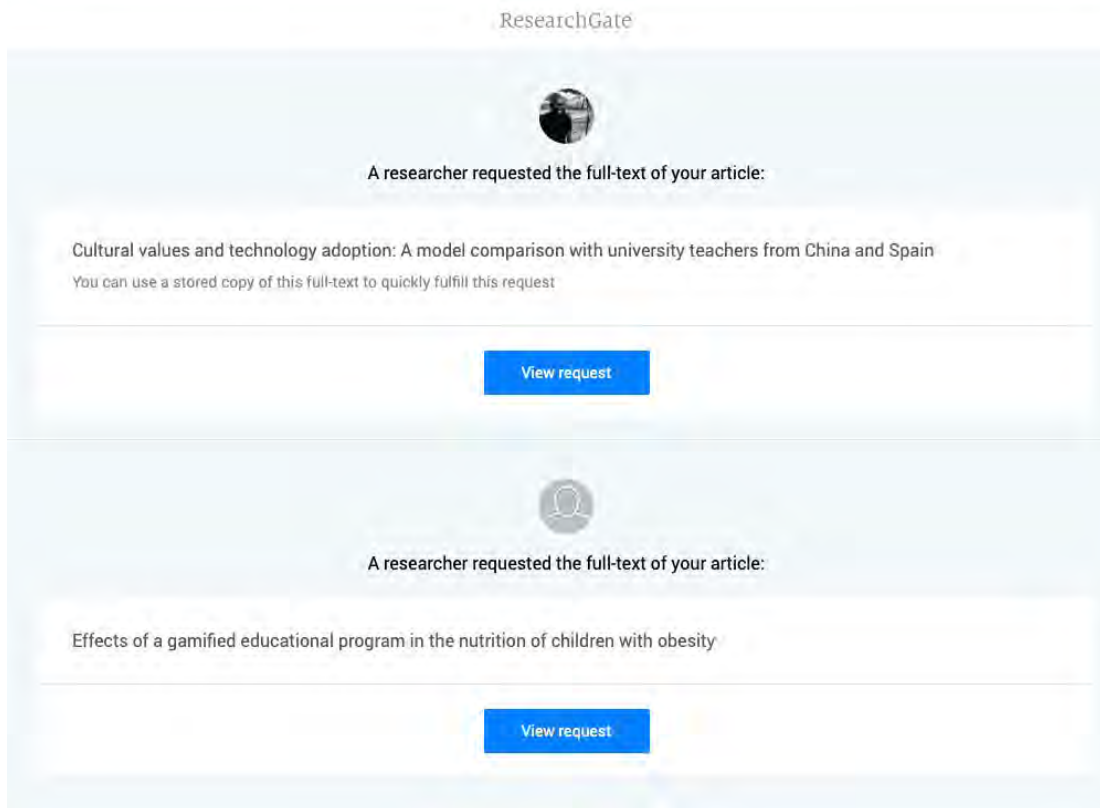 ResearchGate
A researcher requested the full-text of your article:
Cultural values and technology adoption: A model comparison with university teachers from China and Spain
You can use a stored copy of this full-text to quickly fulfill this request
View request
A researcher requested the full-text of your article:
Effects of a gamified educational program in the nutrition of children with obesity
View request